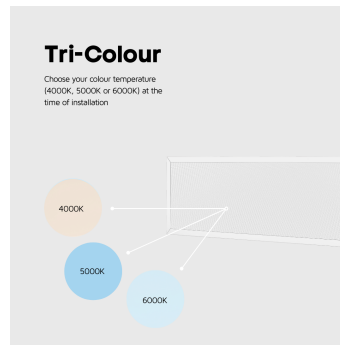 Tri-Colour
Choose your colour temperature
(4000K, 5000K or 6000K) at the
time of installation
4000K
5000K
6000K